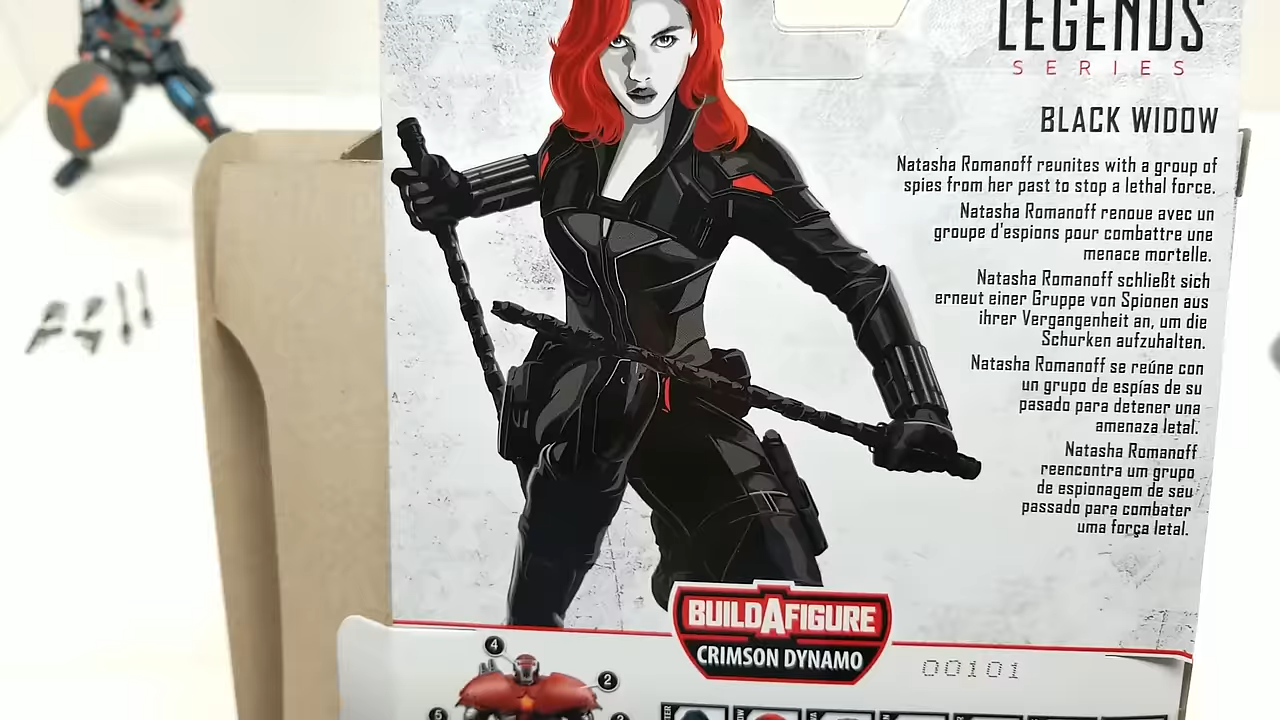 LEGENDS
SERIES
BLACK WIDOW
Natasha Romanoff reunites with a group of
spies from her past to stop a lethal force.
Natasha Romanoff renoue avec un
groupe d'espions pour combattre une
menace mortelle.
Natasha Romanoff schließt sich
erneut einer Gruppe von Spionen aus
ihrer Vergangenheit an, um die
Schurken aufzuhalten.
Natasha Romanoff se reúne con
un grupo de espías de su
pasado para detener una
amenaza letal.
Natasha Romanoff
reencontra um grupo
de espionagem de seu
passado para combater
uma força letal.
BUILDAFIGURE
CRIMSON DYNAMO
00101
4
2
5